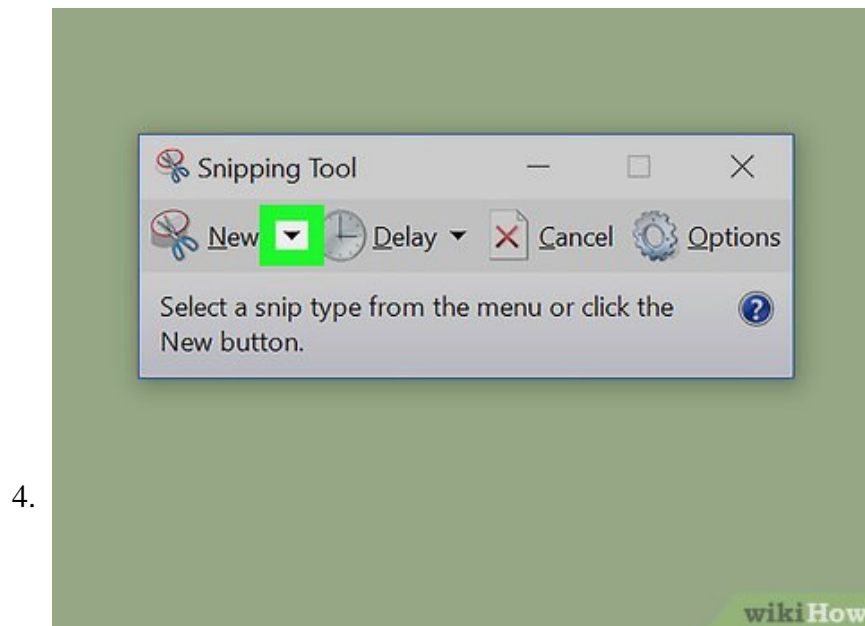 Snipping Tool
New Delay Cancel Options
Select a snip type from the menu or click the
New button.
?
4.
wikiHow